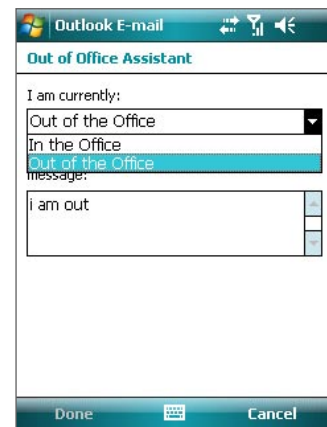 Outlook E-mail
Out of Office Assistant
I am currently:
Out of the Office
In the Office
Out of the Office
message:
i am out
Done Cancel